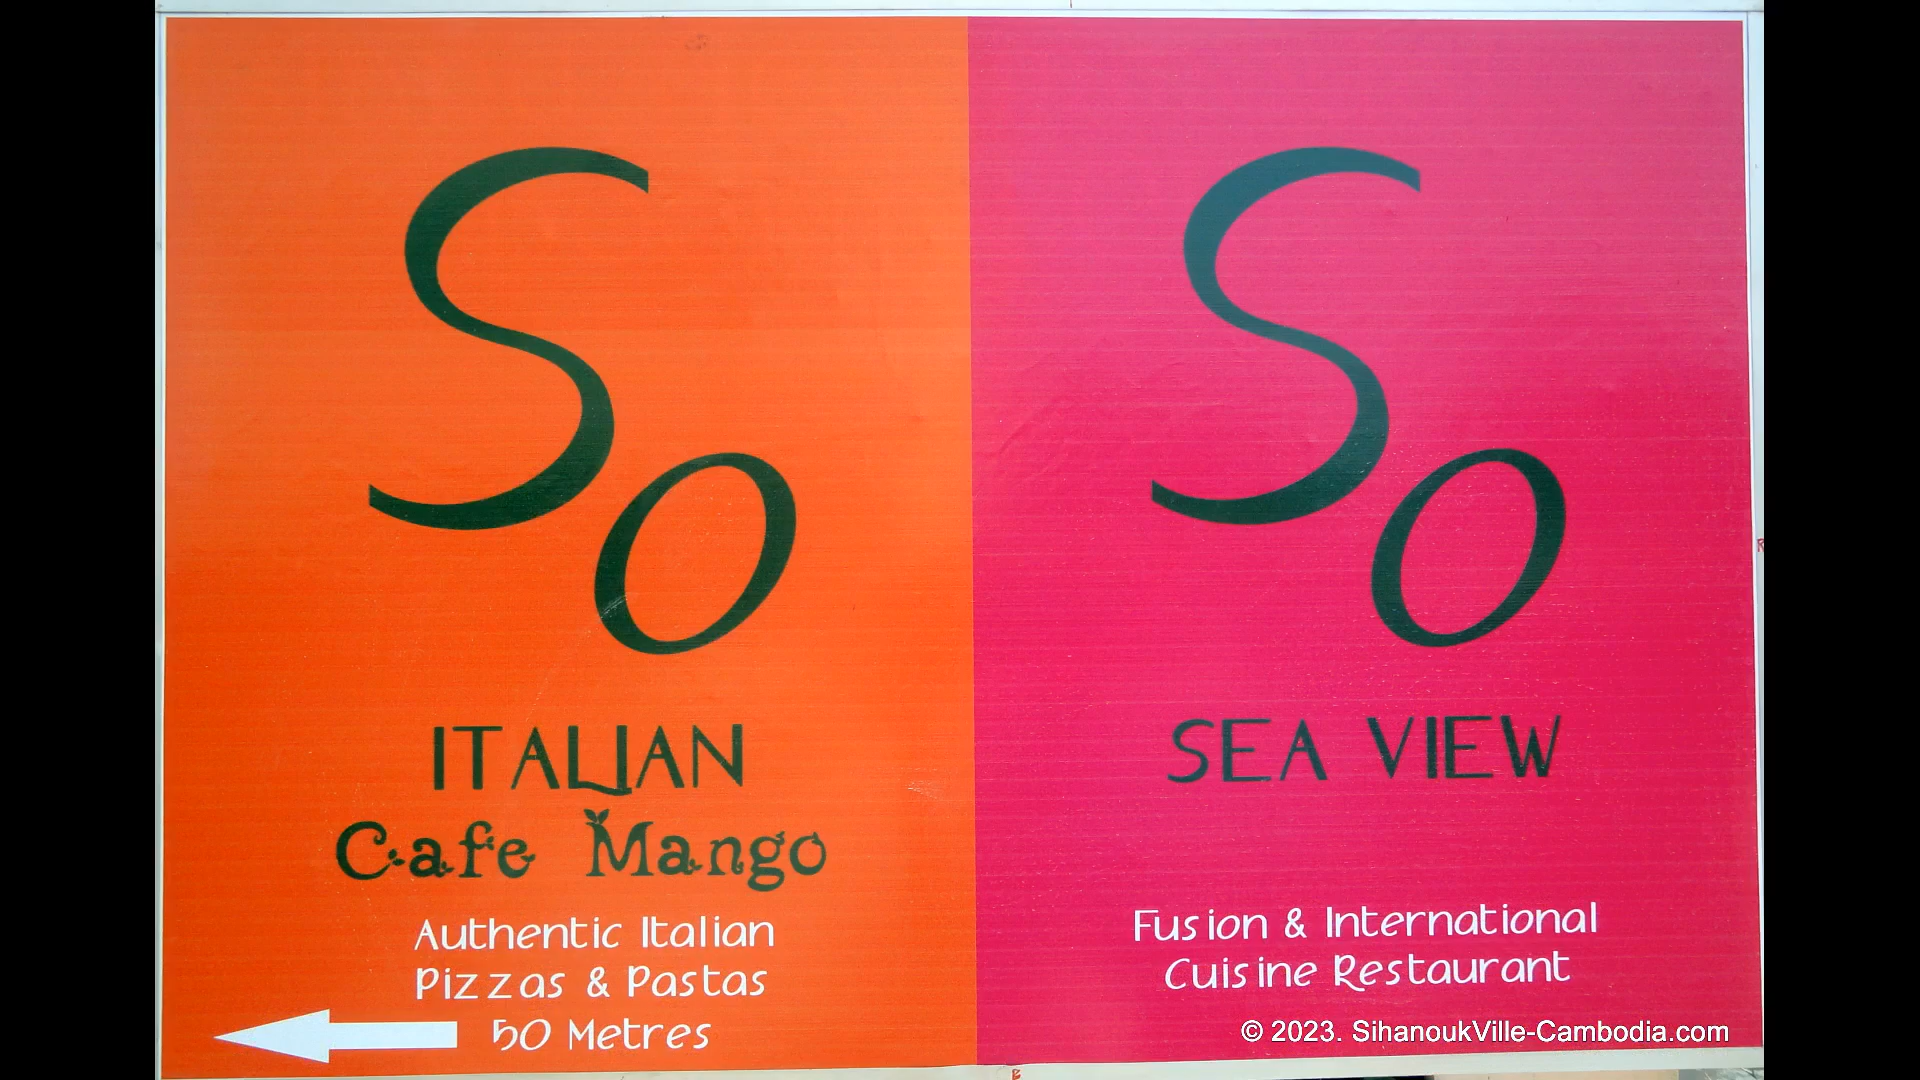 So
ITALIAN
Cafe Mango
Authentic Italian
Pizzas & Pastas
50 Metres
So
SEA VIEW
Fusion & International
Cuisine Restaurant
© 2023. SihanoukVille-Cambodia.com